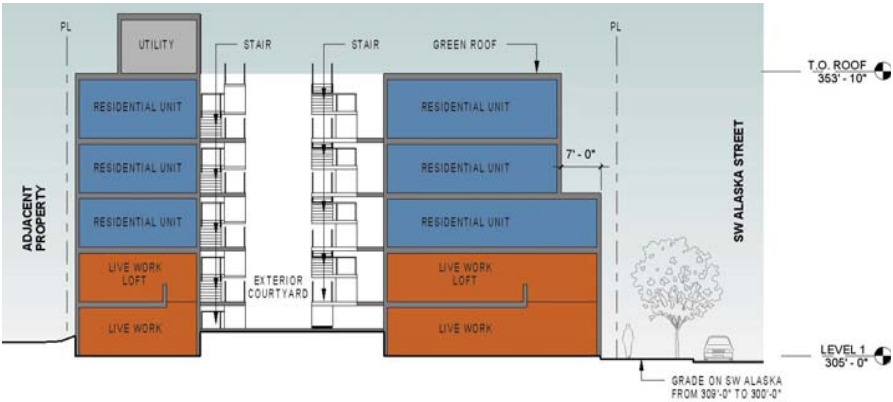 PL
PL
UTILITY
STAIR
STAIR
GREEN ROOF
T.O. ROOF
353' - 10"
RESIDENTIAL UNIT
RESIDENTIAL UNIT
7' - 0"
RESIDENTIAL UNIT
RESIDENTIAL UNIT
ADJACENT
PROPERTY
SW ALASKA STREET
RESIDENTIAL UNIT
RESIDENTIAL UNIT
LIVE WORK
LOFT
EXTERIOR
COURTYARD
LIVE WORK
LOFT
LIVE WORK
LIVE WORK
LEVEL 1
305' - 0"
GRADE ON SW ALASKA
FROM 309'-0" TO 300'-0"